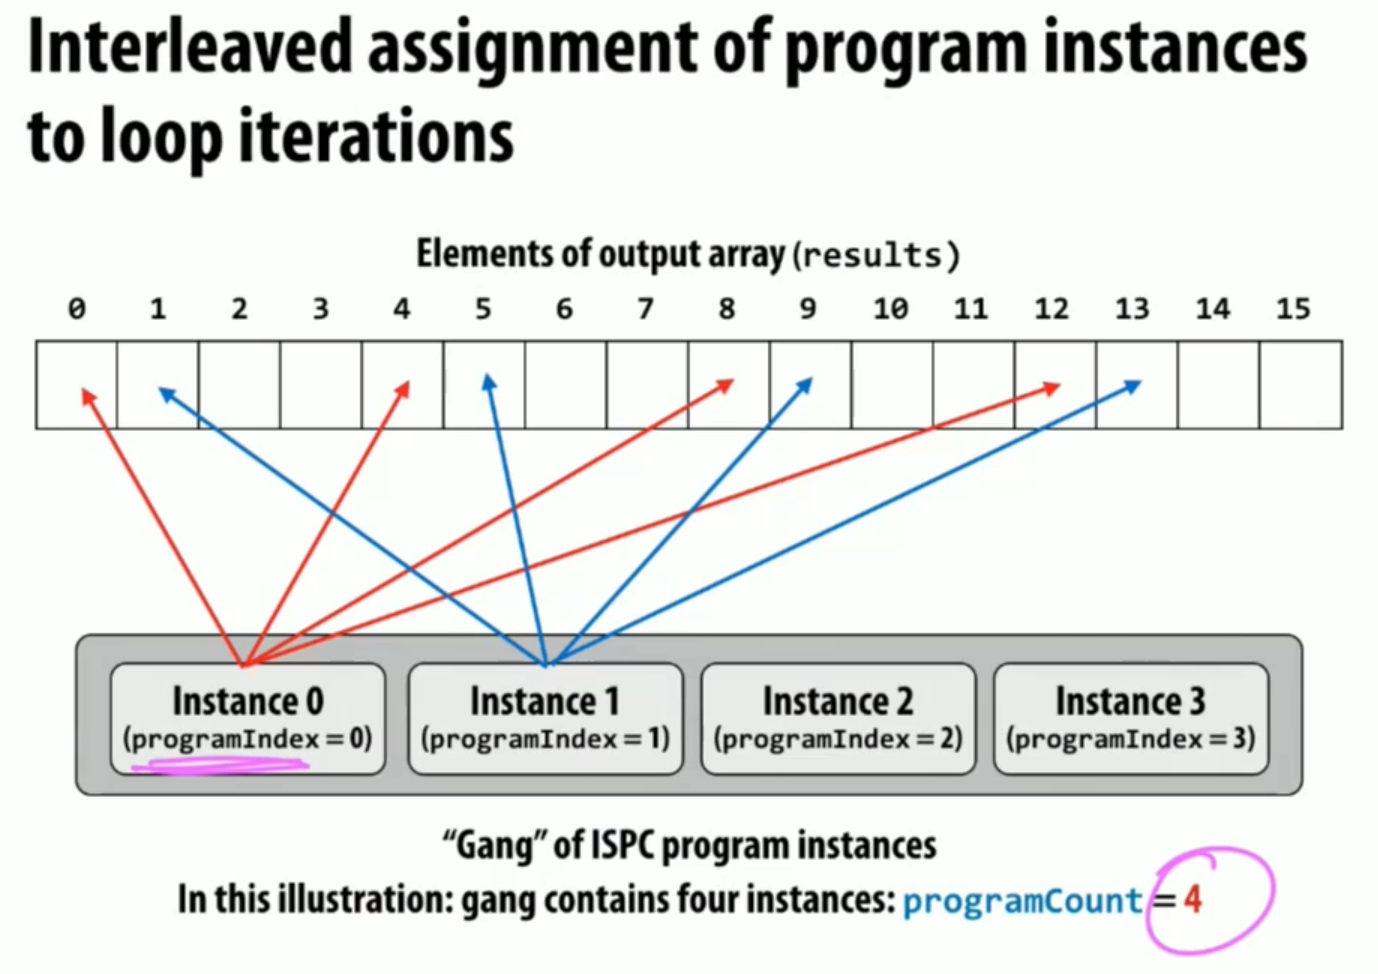 Interleaved assignment of program instances
to loop iterations
Elements of output array (results)
0 1 2 3 4 5 6 7 8 9 10 11 12 13 14 15
Instance 0 Instance 1 Instance 2 Instance 3
(programIndex = 0) (programIndex = 1) (programIndex = 2) (programIndex = 3)
“Gang” of ISPC program instances
In this illustration: gang contains four instances: programCount = 4